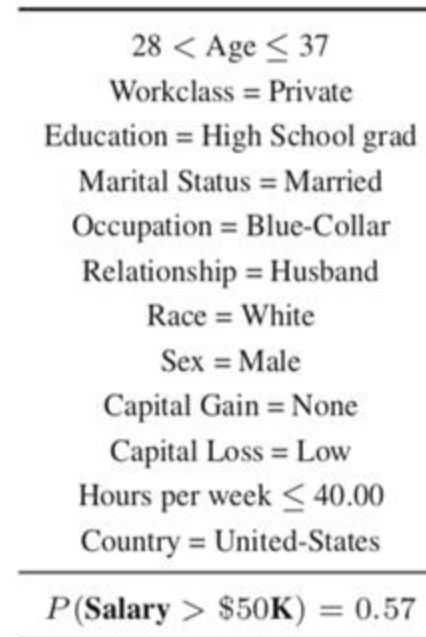 28 < Age ≤ 37
Workclass = Private
Education = High School grad
Marital Status = Married
Occupation = Blue-Collar
Relationship = Husband
Race = White
Sex = Male
Capital Gain = None
Capital Loss = Low
Hours per week ≤ 40.00
Country = United-States
P(Salary > $50K) = 0.57